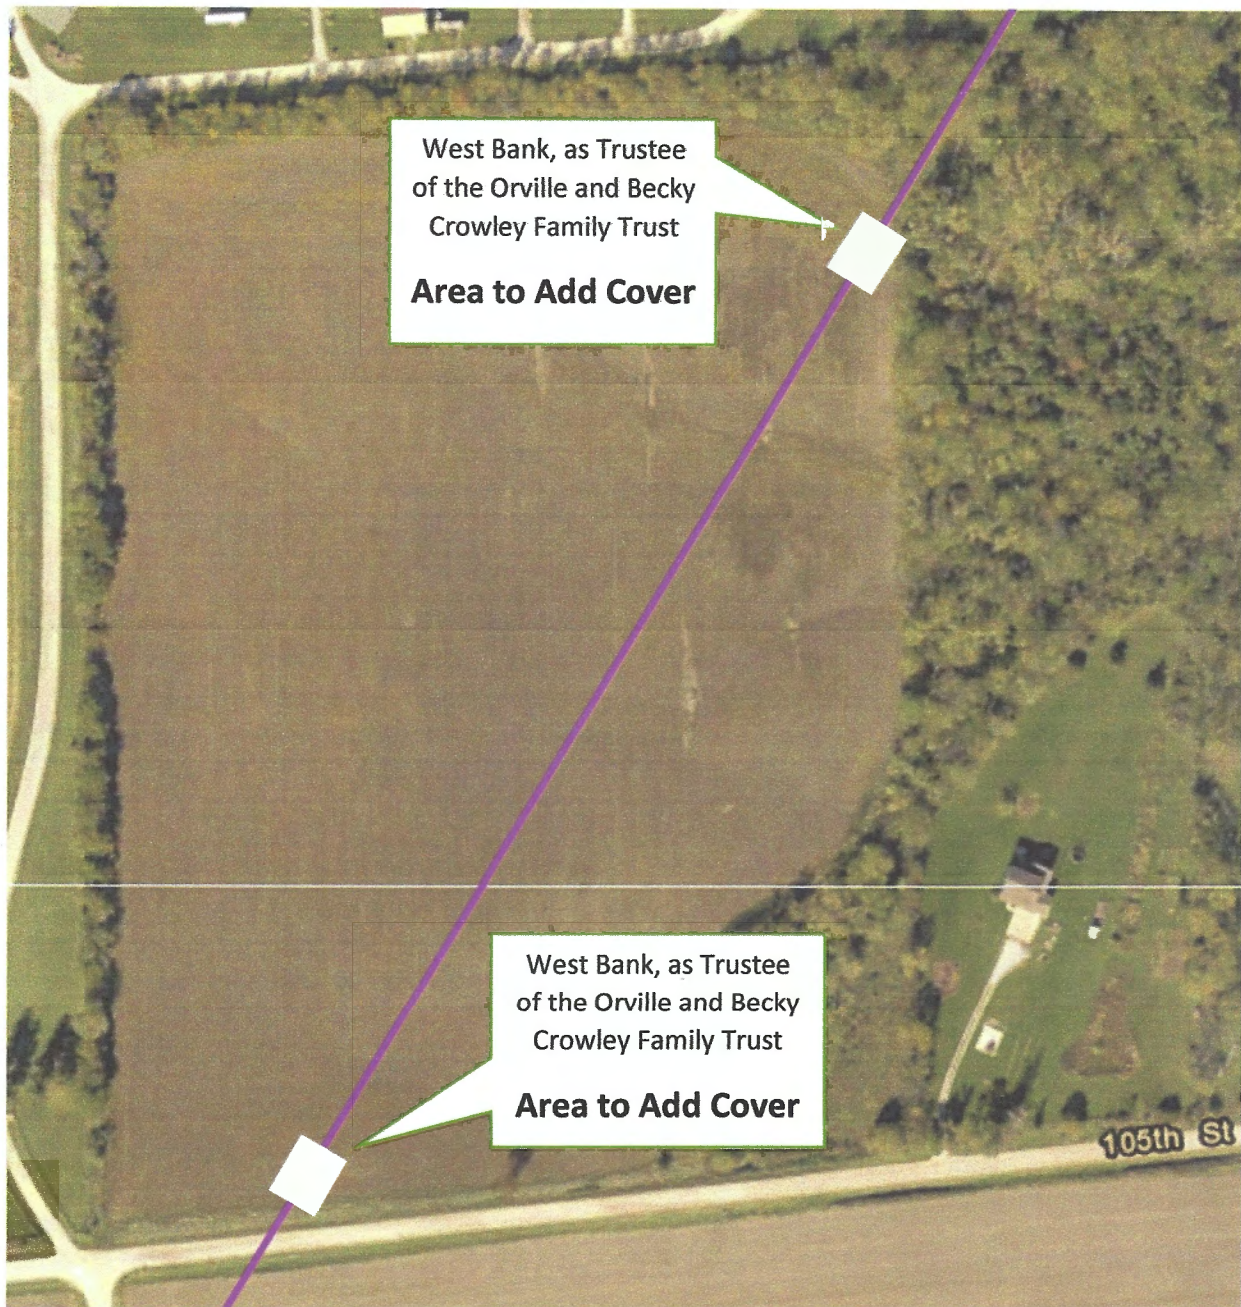 West Bank, as Trustee
of the Orville and Becky
Crowley Family Trust
Area to Add Cover
West Bank, as Trustee
of the Orville and Becky
Crowley Family Trust
Area to Add Cover
105th St